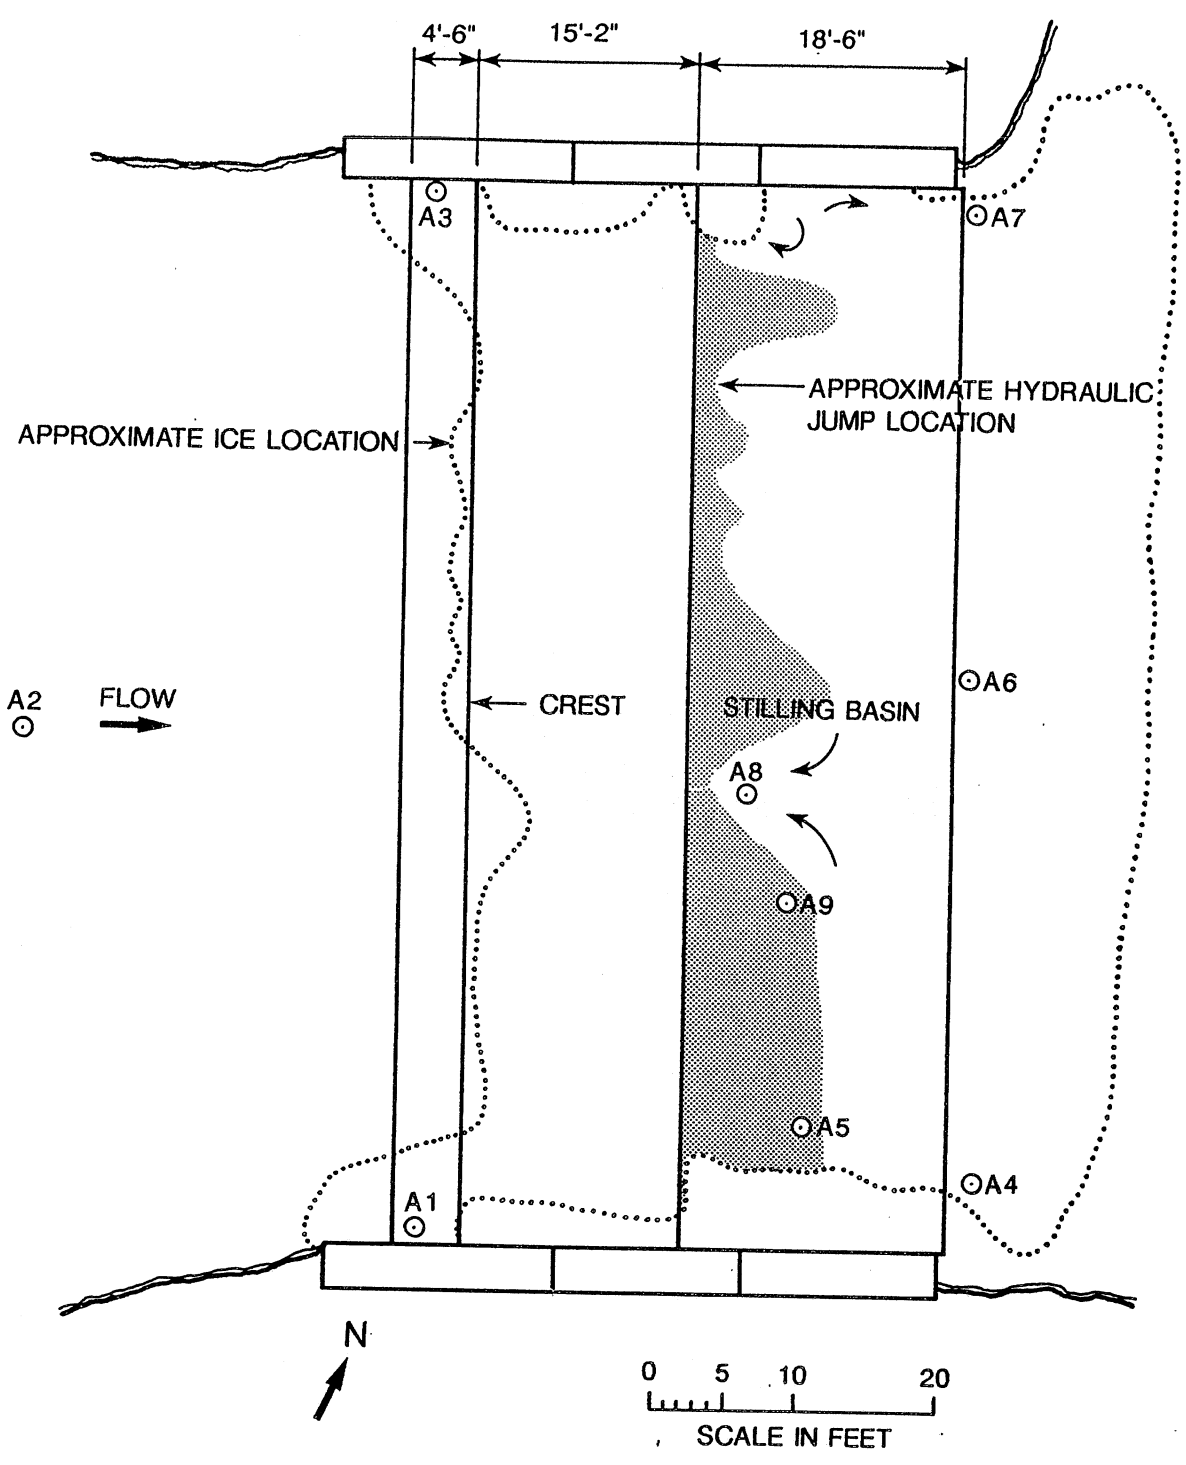 4'-6" 15'-2" 18'-6"
A3
A7
APPROXIMATE HYDRAULIC
JUMP LOCATION
APPROXIMATE ICE LOCATION
A6
A2
FLOW
CREST
STILLING BASIN
A8
A9
A5
A4
A1
N
0 5 10 20
SCALE IN FEET